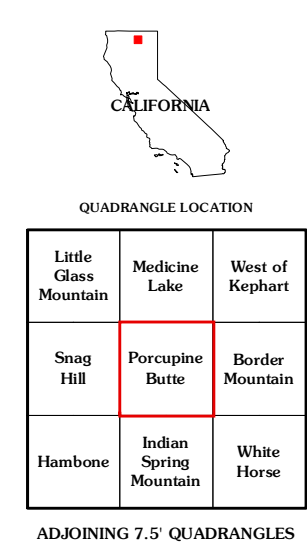 CALIFORNIA
QUADRANGLE LOCATION
Little
Glass
Mountain
Medicine
Lake
West of
Kephart
Snag
Hill
Porcupine
Butte
Border
Mountain
Hambone
Indian
Spring
Mountain
White
Horse
ADJOINING 7.5' QUADRANGLES